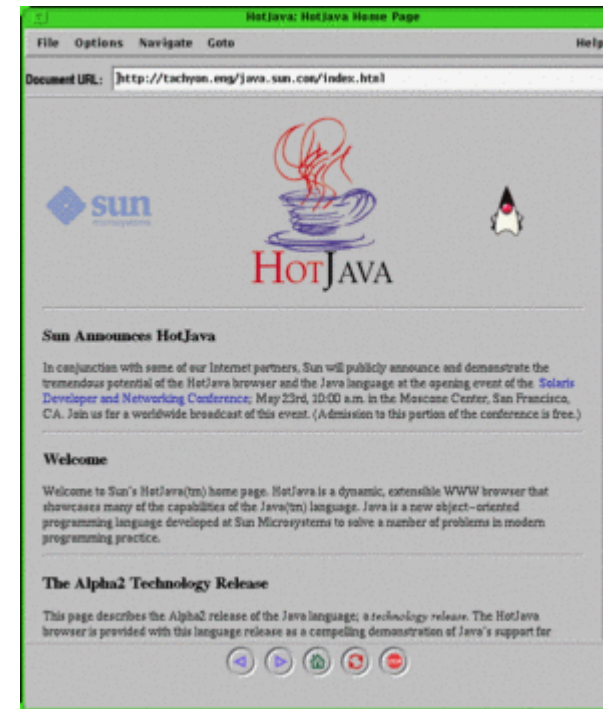 HotJava: HotJava Home Page
File Options Navigate Goto Help
Document URL: http://tachyon.eng/java.sun.com/index.html
sun
microsystems
HOTJAVA
Sun Announces HotJava
In conjunction with some of our Internet partners, Sun will publicly announce and demonstrate the
tremendous potential of the HotJava browser and the Java language at the opening event of the Solaris
Developer and Networking Conference; May 23rd, 10:00 a.m. in the Moscone Center, San Francisco,
CA. Join us for a worldwide broadcast of this event. (Admission to this portion of the conference is free.)
Welcome
Welcome to Sun's HotJava(tm) home page. HotJava is a dynamic, extensible WWW browser that
showcases many of the capabilities of the Java(tm) language. Java is a new object-oriented
programming language developed at Sun Microsystems to solve a number of problems in modern
programming practice.
The Alpha2 Technology Release
This page describes the Alpha2 release of the Java language; a technology release. The HotJava
browser is provided with this language release as a compelling demonstration of Java's support for